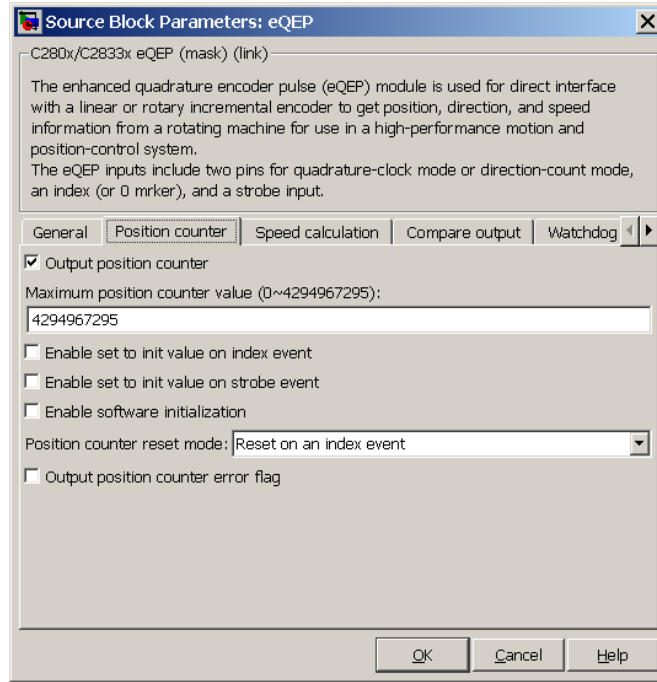 Source Block Parameters: eQEP
C280x/C2833x eQEP (mask) (link)
The enhanced quadrature encoder pulse (eQEP) module is used for direct interface
with a linear or rotary incremental encoder to get position, direction, and speed
information from a rotating machine for use in a high-performance motion and
position-control system.
The eQEP inputs include two pins for quadrature-clock mode or direction-count mode,
an index (or 0 mrker), and a strobe input.
General Position counter Speed calculation Compare output Watchdog
Output position counter
Maximum position counter value (0~4294967295):
4294967295
Enable set to init value on index event
Enable set to init value on strobe event
Enable software initialization
Position counter reset mode: Reset on an index event
Output position counter error flag
OK Cancel Help